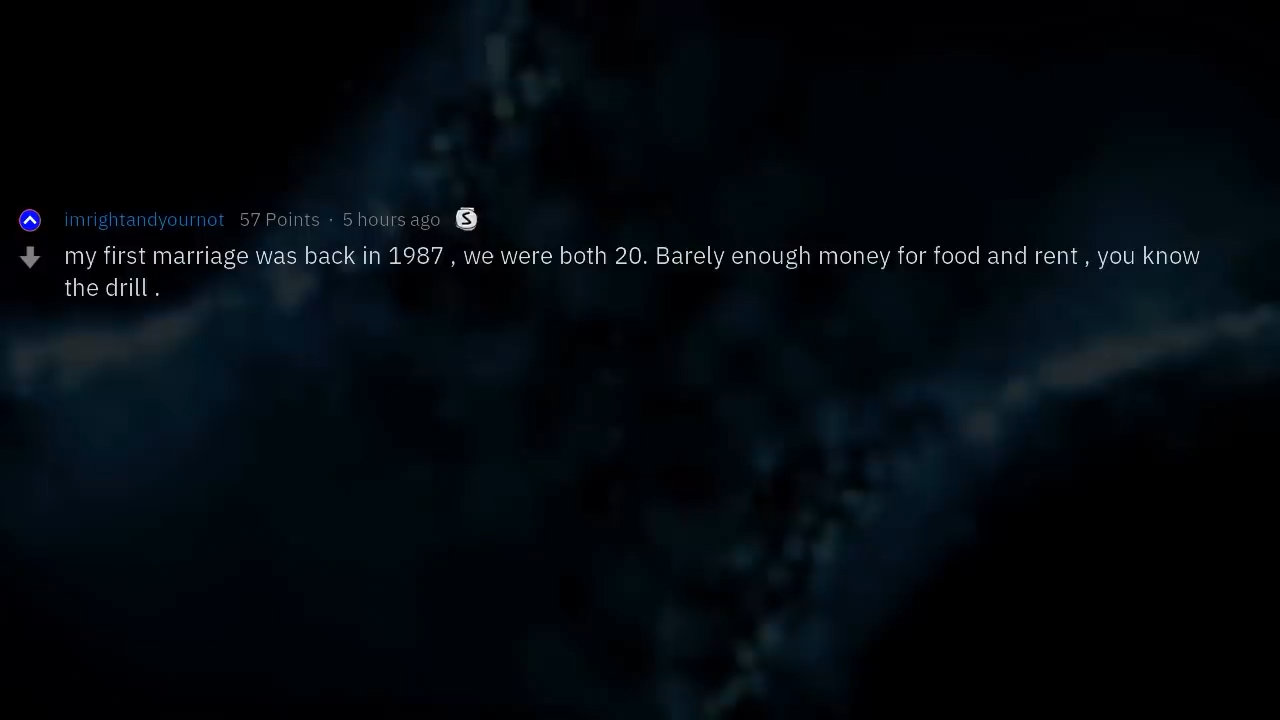 imrightandyournot 57 Points · 5 hours ago S
my first marriage was back in 1987 , we were both 20. Barely enough money for food and rent , you know
the drill .